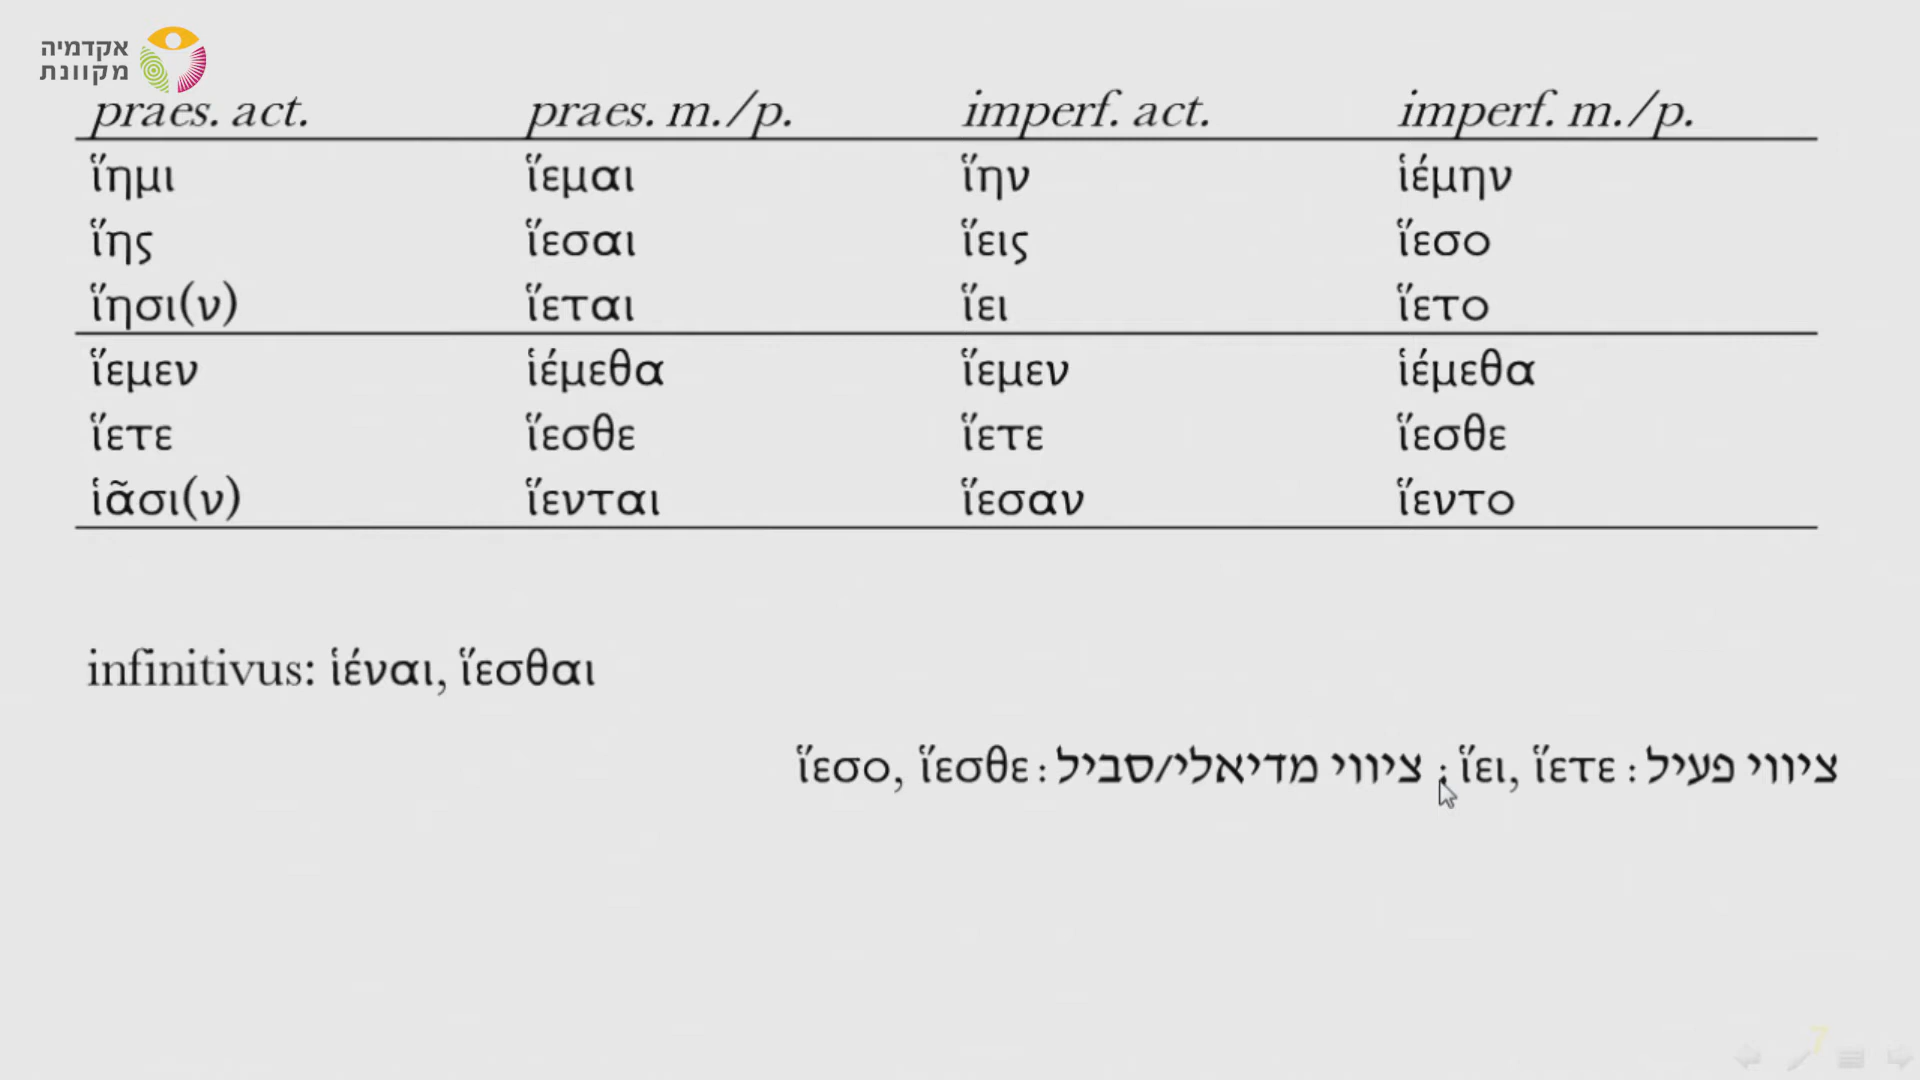 אקדמיה
מקוונת
praes. act. praes. m./p. imperf. act. imperf. m./p.
ἵημι ἵεμαι ἵην ἱέμην
ἵης ἵεσαι ἵεις ἵεσο
ἵησι(ν) ἵεται ἵει ἵετο
ἵεμεν ἱέμεθα ἵεμεν ἱέμεθα
ἵετε ἵεσθε ἵετε ἵεσθε
ἱᾶσι(ν) ἵενται ἵεσαν ἵεντο
infinitivus: ἱέναι, ἵεσθαι
ציווי פעיל: ἵει, ἵετε ; ציווי מדיאלי/סביל: ἵεσο, ἵεσθε
7